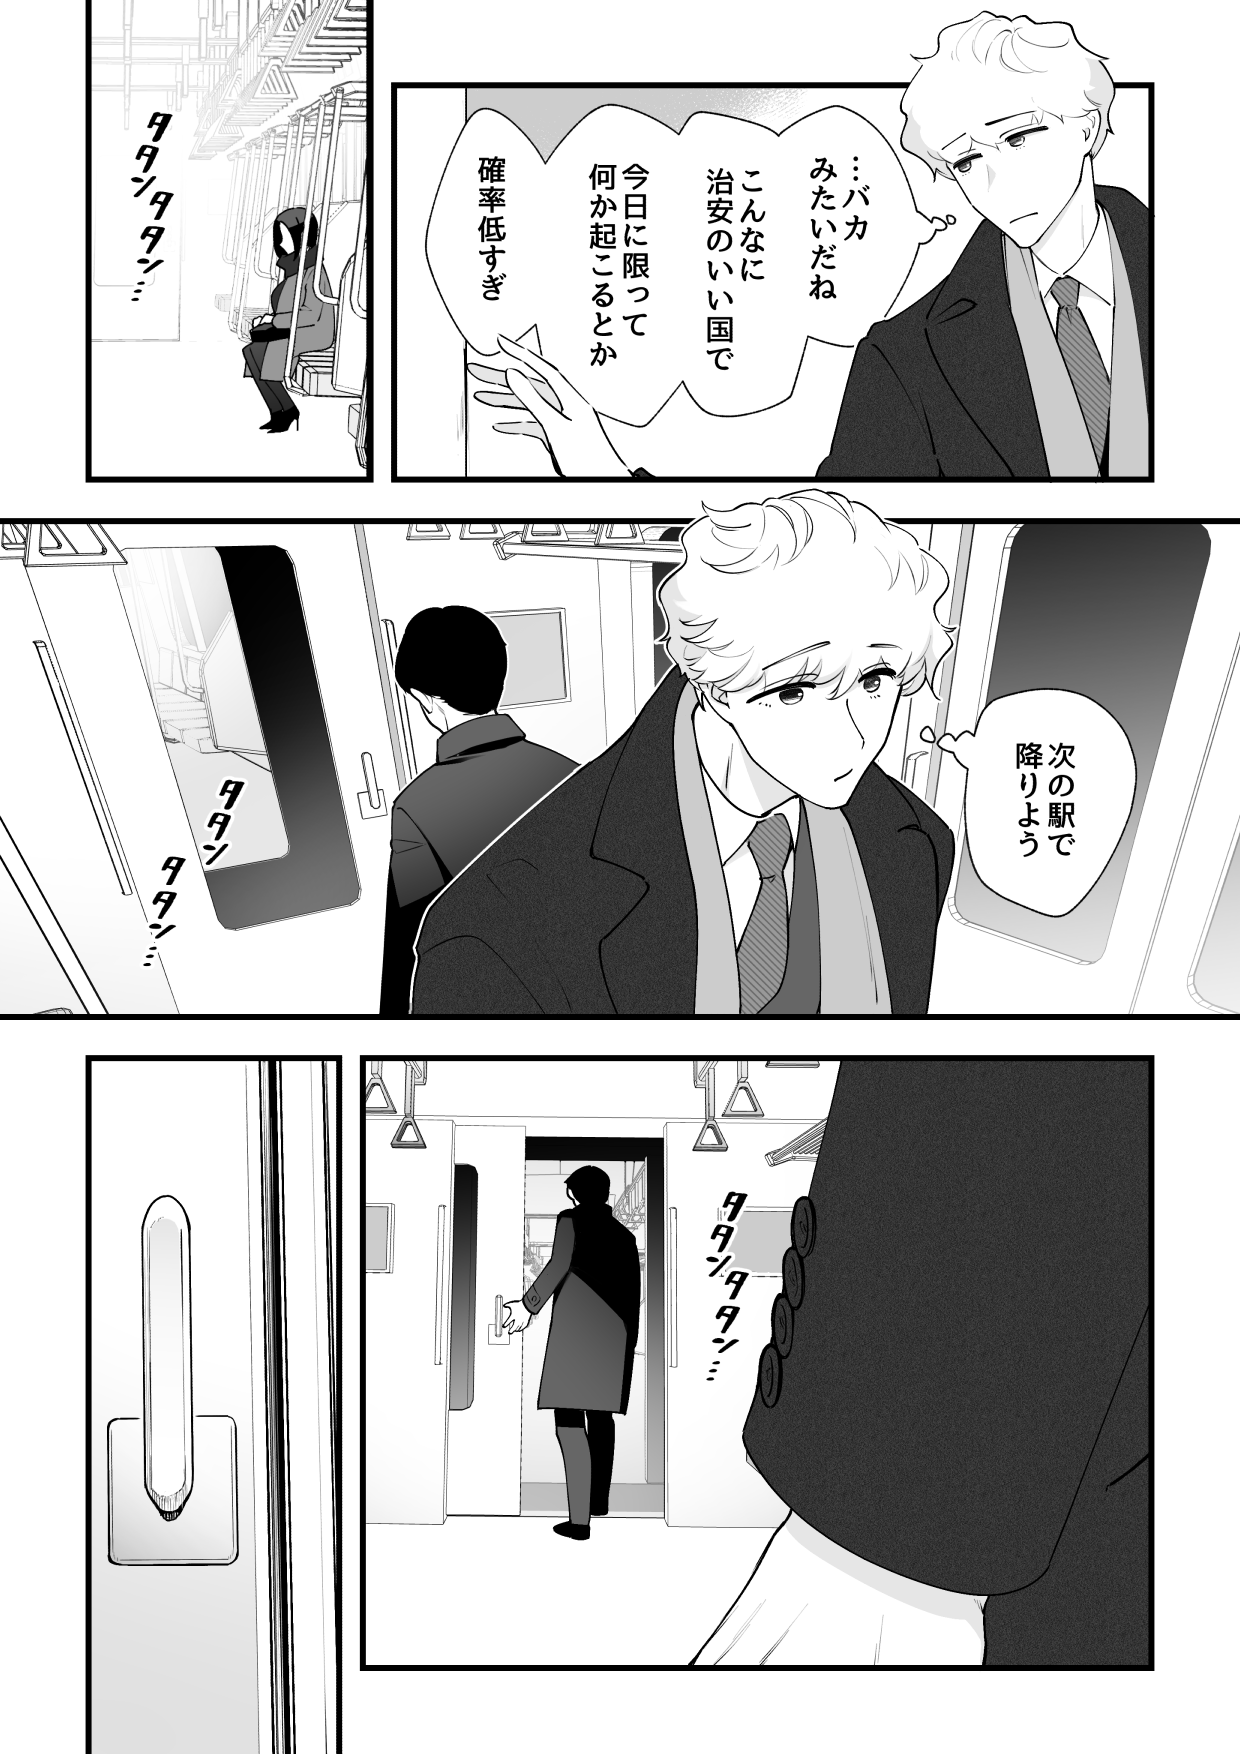 …バカ
みたいだね
こんなに
治安のいい国で
今日に限って
何か起こるとか
確率低すぎ
タタンタタン…
次の駅で
降りよう
タタン
タタン…
タタンタタン…